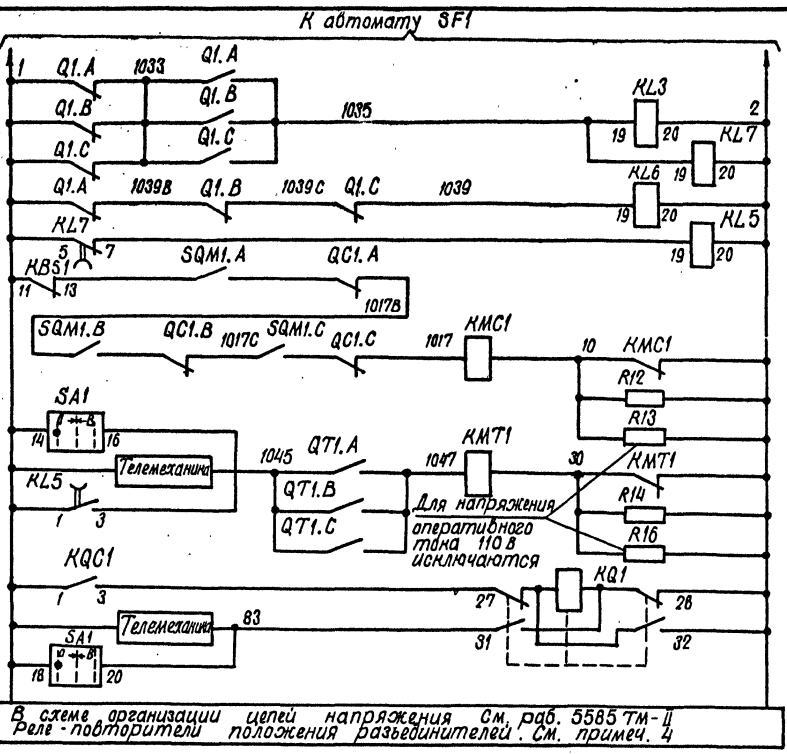 К автомату SF1
1 Q1.A 1033 Q1.A
Q1.B Q1.B 1035 KL3 2
Q1.C Q1.C 19 20 KL7
Q1.A 1039B Q1.B 1039C Q1.C 1039 KL6 19 20
KL7 19 20 KL5
5 7 SQM1.A QC1.A 19 20
KBS1
11 13 1017B
SQM1.B QC1.B 1017C SQM1.C QC1.C 1017 KMC1 10 KMC1
R12
SA1 R13
14 16 QT1.A KMT1
Телемеханика 1045 1047 30 KMT1
KL5 QT1.B Для напряжения R14
1 3 QT1.C оперативного R16
тока 110 В
исключаются
KQC1 KQ1
1 3 27 28
Телемеханика 83 31 32
SA1
18 20
В схеме организации цепей напряжения См. раб. 5585 ТМ-II
Реле-повторители положения разъединителей. См. примеч. 4